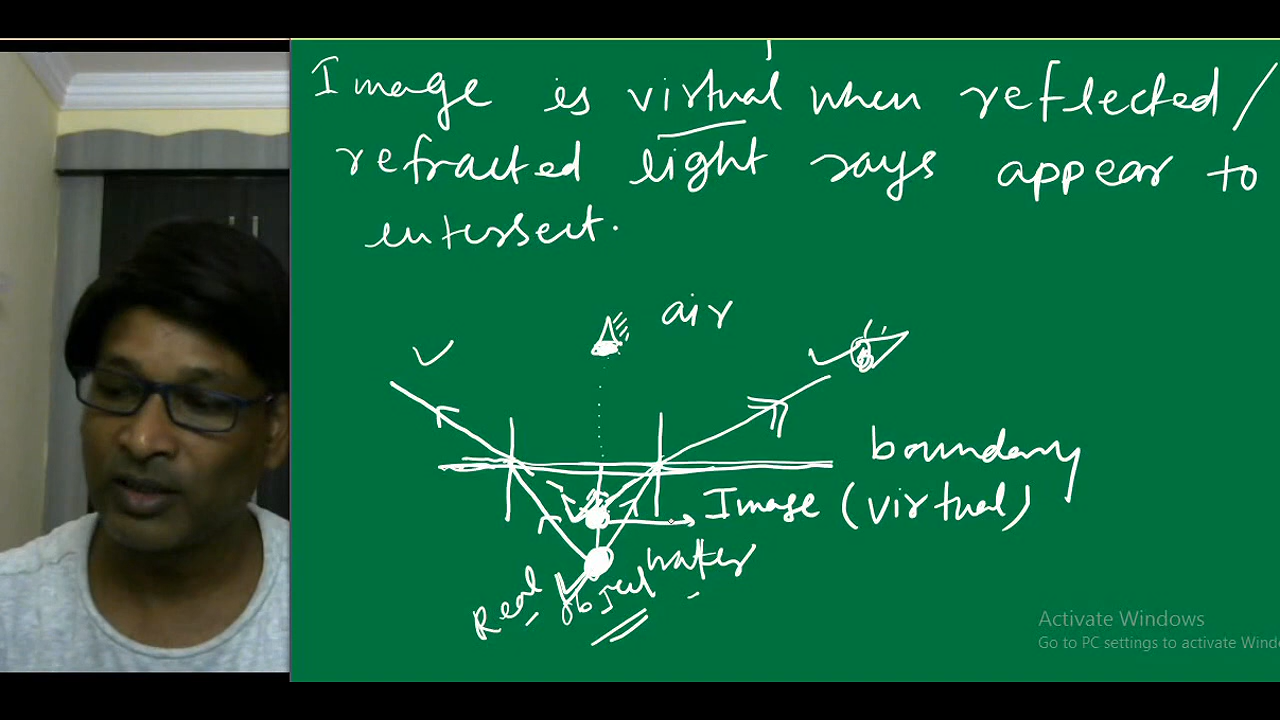 Image is virtual when reflected/
refracted light rays appear to
intersect.
air
boundary
Image (virtual)
water
Real object
Activate Windows
Go to PC settings to activate Wind